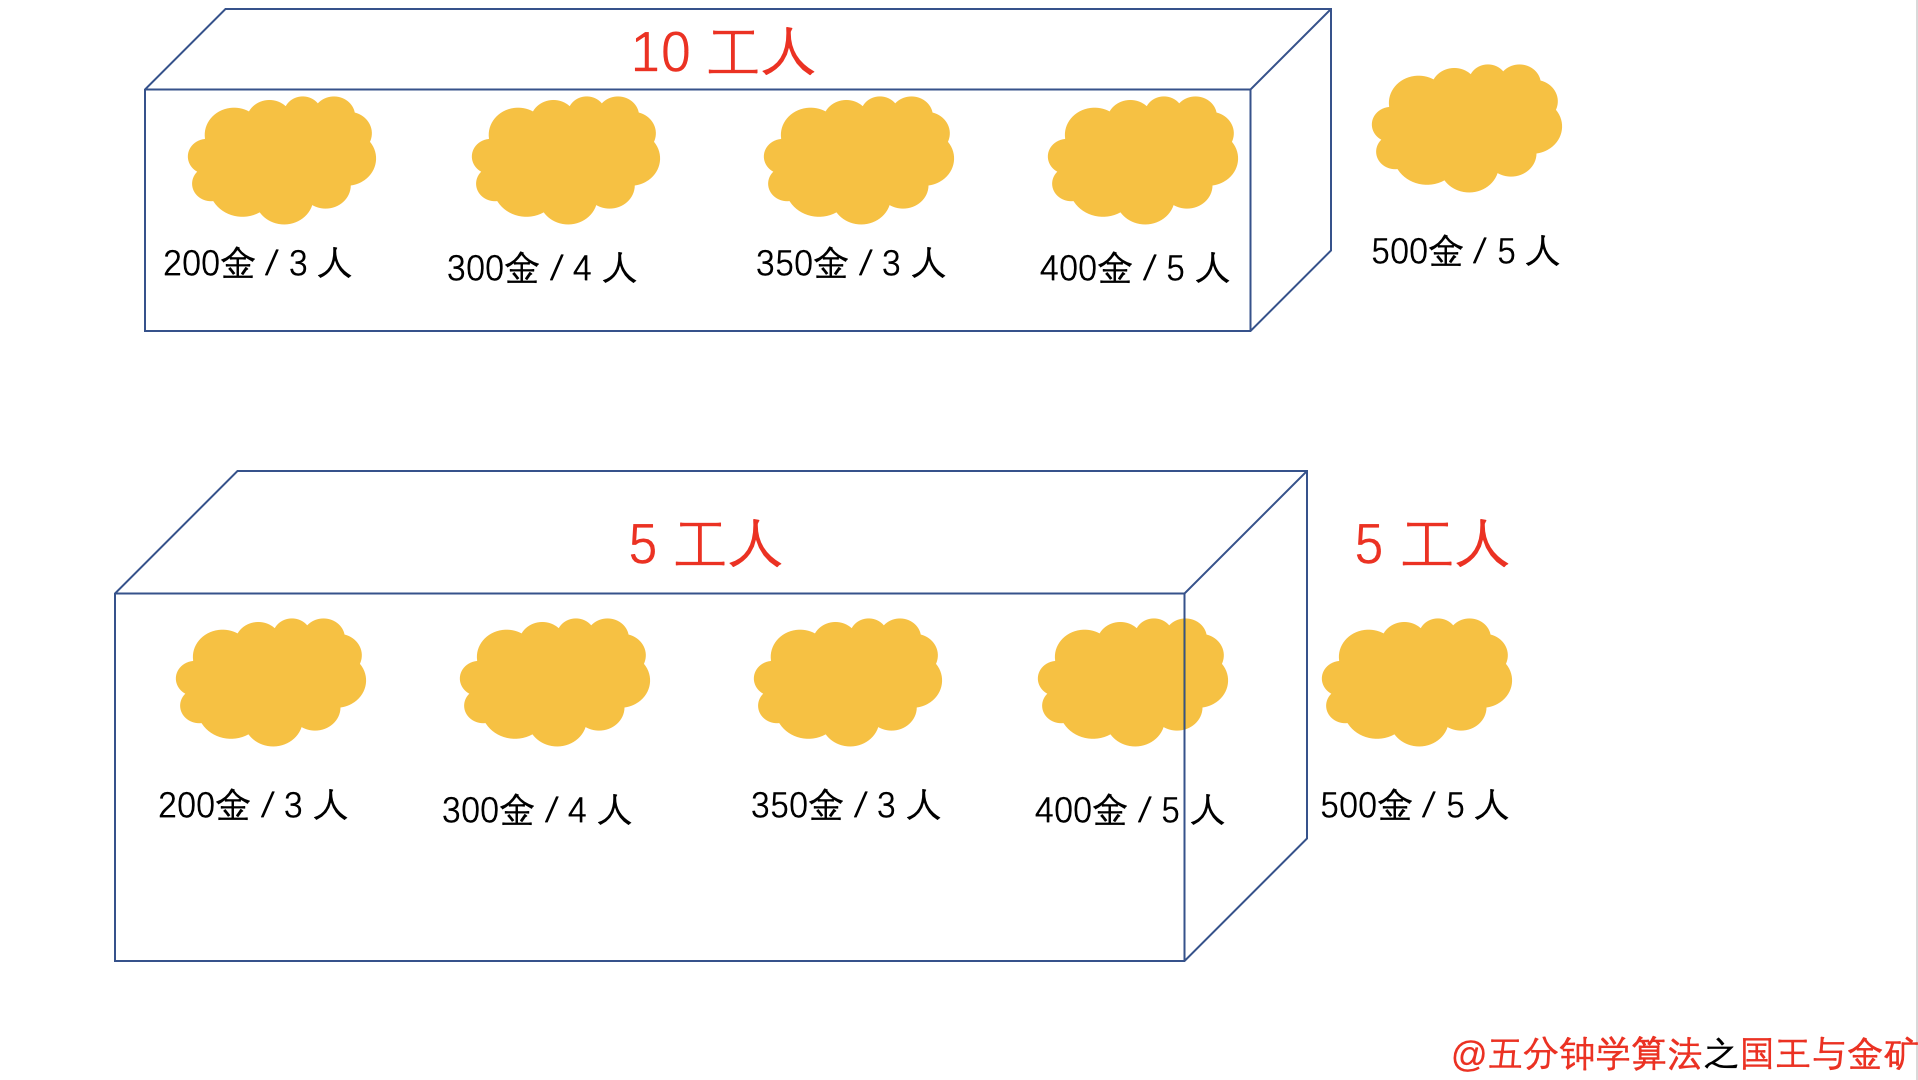 10 工人
200金 / 3 人
300金 / 4 人
350金 / 3 人
400金 / 5 人
500金 / 5 人
5 工人
5 工人
200金 / 3 人
300金 / 4 人
350金 / 3 人
400金 / 5 人
500金 / 5 人
@五分钟学算法之国王与金矿